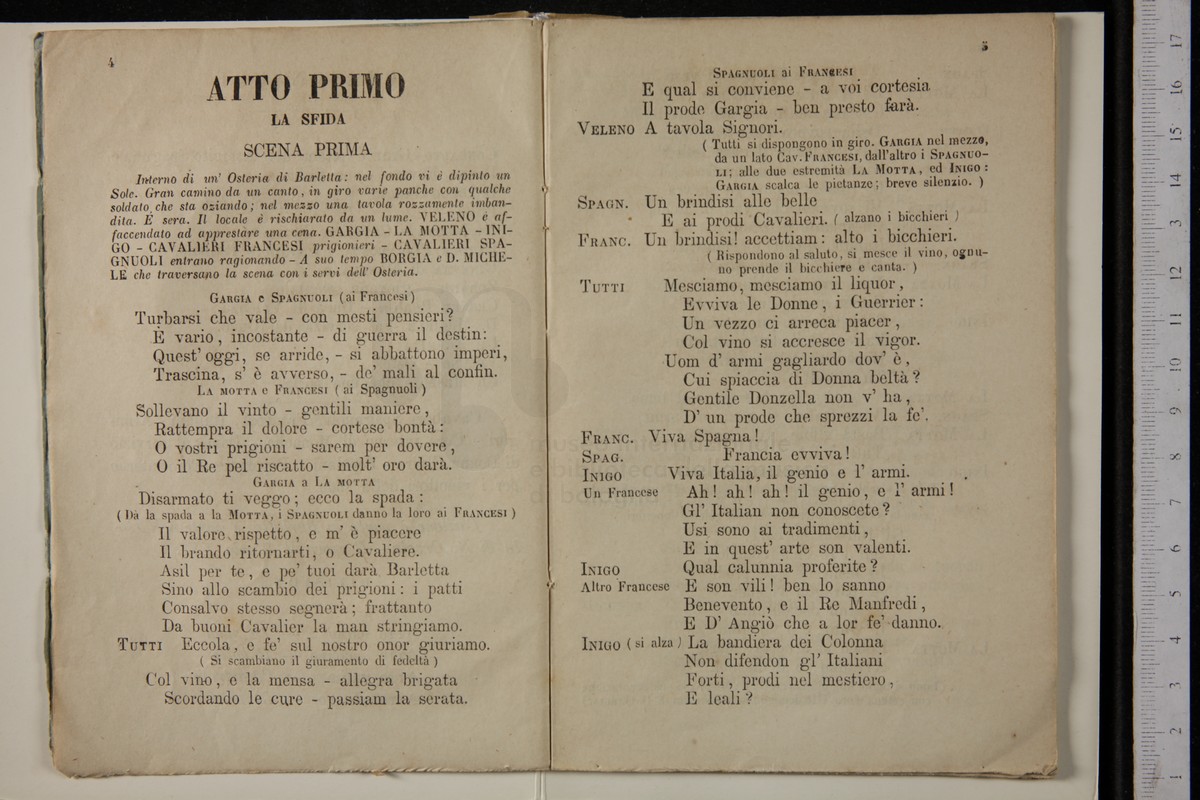 4
ATTO PRIMO
LA SFIDA
SCENA PRIMA
Interno di un' Osteria di Barletta: nel fondo vi è dipinto un
Sole. Gran camino da un canto, in giro varie panche con qualche
soldato che sta oziando; nel mezzo una tavola rozzamente imban-
dita. E sera. Il locale è rischiarato da un lume. VELENO è af-
faccendato ad apprestare una cena. GARGIA - LA MOTTA - INI-
GO - CAVALIERI FRANCESI prigionieri - CAVALIERI SPA-
GNUOLI entrano ragionando - A suo tempo BORGIA e D. MICHE-
LE che traversano la scena con i servi dell' Osteria.
GARGIA e SPAGNUOLI (ai Francesi)
Turbarsi che vale - con mesti pensieri?
È vario, incostante - di guerra il destin:
Quest' oggi, se arride, - si abbattono imperi,
Trascina, s' è avverso, - de' mali al confin.
LA MOTTA e FRANCESI ( ai Spagnuoli )
Sollevano il vinto - gentili maniere,
Rattempra il dolore - cortese bontà:
O vostri prigioni - sarem per dovere,
O il Re pel riscatto - molt' oro darà.
GARGIA a LA MOTTA
Disarmato ti veggo; ecco la spada:
( Da la spada a la MOTTA, i SPAGNUOLI danno la loro ai FRANCESI )
Il valore rispetto, e m' è piacere
Il brando ritornarti, o Cavaliere.
Asil per te, e pe' tuoi darà Barletta
Sino allo scambio dei prigioni: i patti
Consalvo stesso segnerà; frattanto
Da buoni Cavalier la man stringiamo.
TUTTI Eccola, e fe' sul nostro onor giuriamo.
( Si scambiano il giuramento di fedeltà )
Col vino, e la mensa - allegra brigata
Scordando le cure - passiam la serata.
5
SPAGNUOLI ai FRANCESI
E qual si conviene - a voi cortesia
Il prode Gargia - ben presto farà.
VELENO A tavola Signori.
( Tutti si dispongono in giro. GARGIA nel mezzo,
da un lato Cav. FRANCESI, dall'altro i SPAGNUO-
LI; alle due estremità LA MOTTA, ed INIGO:
GARGIA scalca le pietanze; breve silenzio. )
SPAGN. Un brindisi alle belle
E ai prodi Cavalieri. ( alzano i bicchieri )
FRANC. Un brindisi! accettiam: alto i bicchieri.
( Rispondono al saluto, si mesce il vino, ognu-
no prende il bicchiere e canta. )
TUTTI Mesciamo, mesciamo il liquor,
Evviva le Donne, i Guerrier:
Un vezzo ci arreca piacer,
Col vino si accresce il vigor.
Uom d' armi gagliardo dov' è,
Cui spiaccia di Donna beltà?
Gentile Donzella non v' ha,
D' un prode che sprezzi la fe'.
FRANC. Viva Spagna!
SPAG. Francia evviva!
INIGO Viva Italia, il genio e l' armi.
Un Francese Ah! ah! ah! il genio, e l' armi!
Gl' Italian non conoscete?
Usi sono ai tradimenti,
E in quest' arte son valenti.
INIGO Qual calunnia proferite?
Altro Francese E son vili! ben lo sanno
Benevento, e il Re Manfredi,
E D' Angiò che a lor fe' danno.
INIGO ( si alza ) La bandiera dei Colonna
Non difendon gl' Italiani
Forti, prodi nel mestiero,
E leali?
1 2 3 4 5 6 7 8 9 10 11 12 13 14 15 16 17